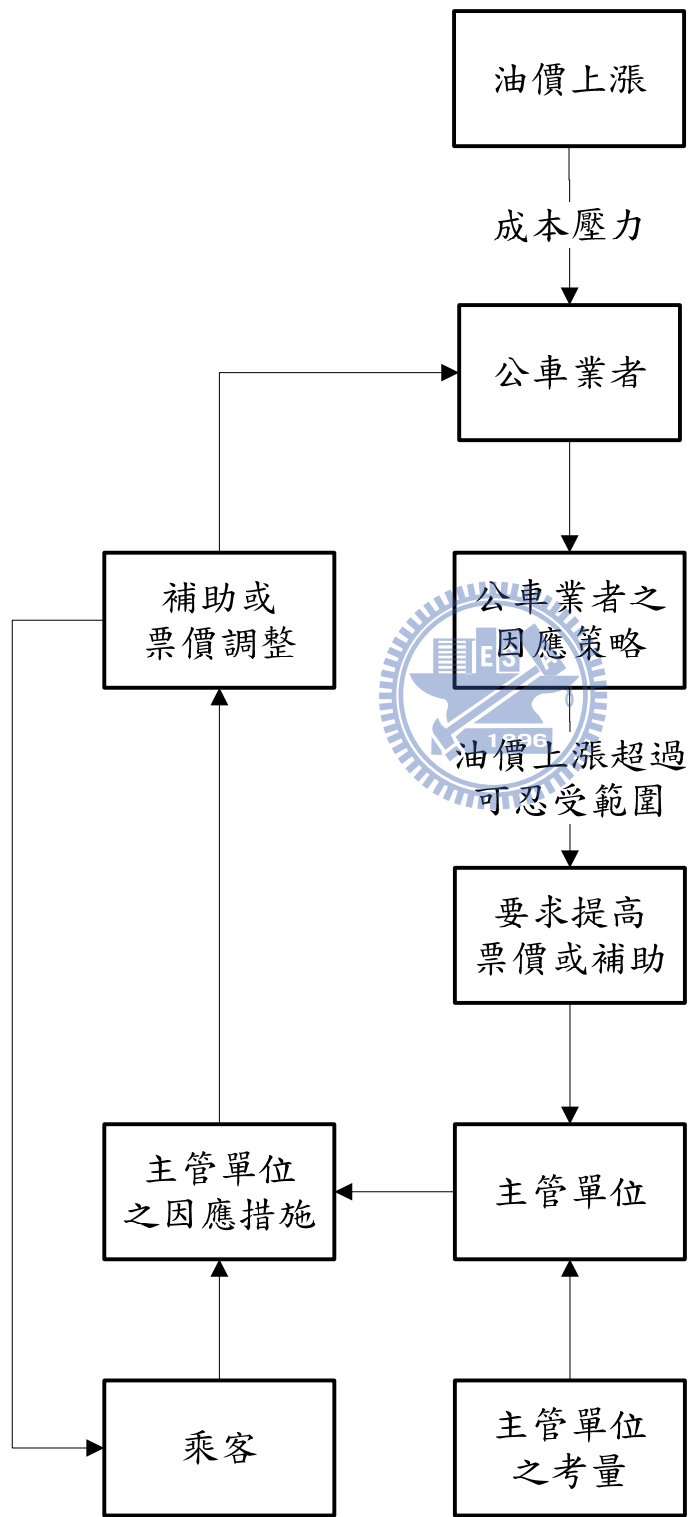 油價上漲
成本壓力
公車業者
補助或
票價調整
公車業者之
因應策略
ES
1896
油價上漲超過
可忍受範圍
要求提高
票價或補助
主管單位
之因應措施
主管單位
乘客
主管單位
之考量